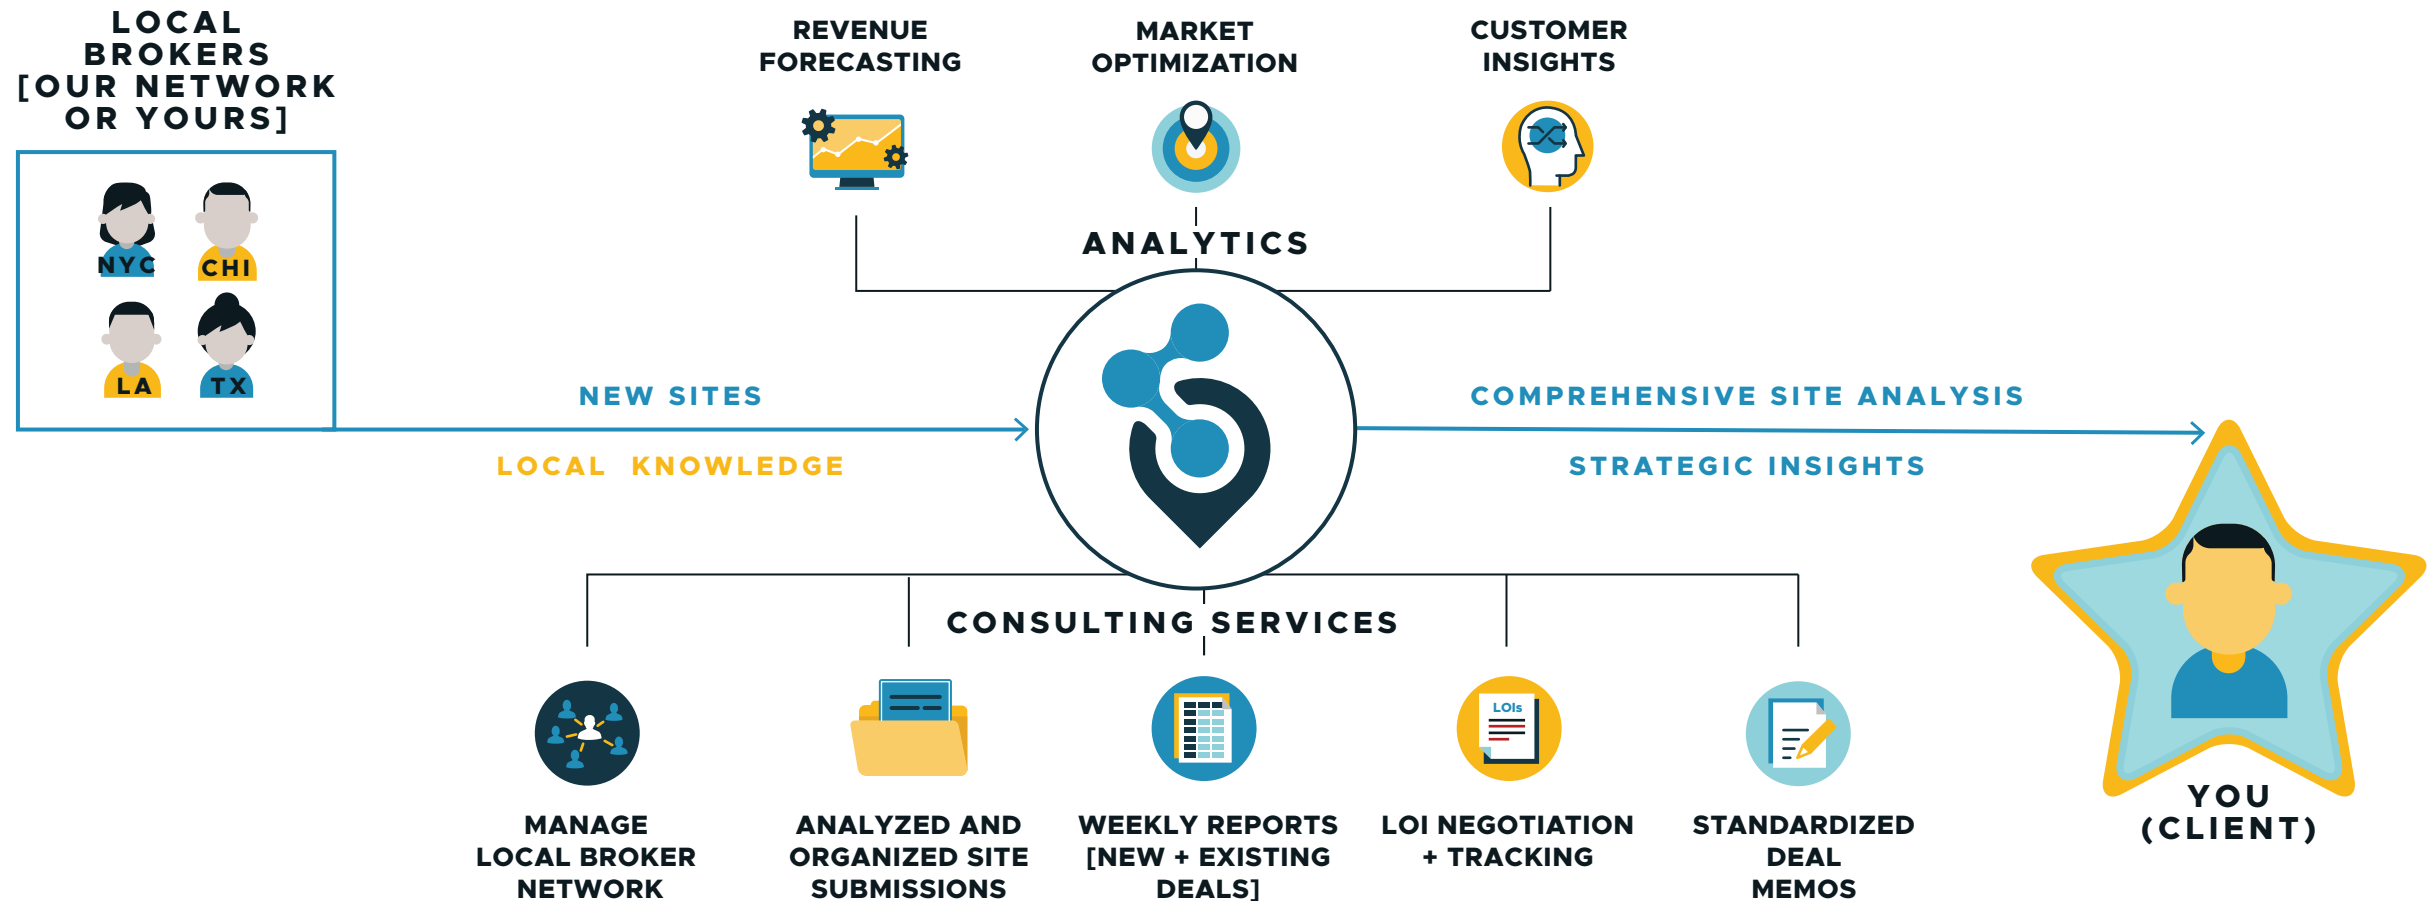 LOCAL
BROKERS
[OUR NETWORK
OR YOURS]
NYC
CHI
LA
TX
REVENUE
FORECASTING
MARKET
OPTIMIZATION
CUSTOMER
INSIGHTS
ANALYTICS
NEW SITES
LOCAL KNOWLEDGE
COMPREHENSIVE SITE ANALYSIS
STRATEGIC INSIGHTS
CONSULTING SERVICES
LOIs
MANAGE
LOCAL BROKER
NETWORK
ANALYZED AND
ORGANIZED SITE
SUBMISSIONS
WEEKLY REPORTS
[NEW + EXISTING
DEALS]
LOI NEGOTIATION
+ TRACKING
STANDARDIZED
DEAL
MEMOS
YOU
(CLIENT)